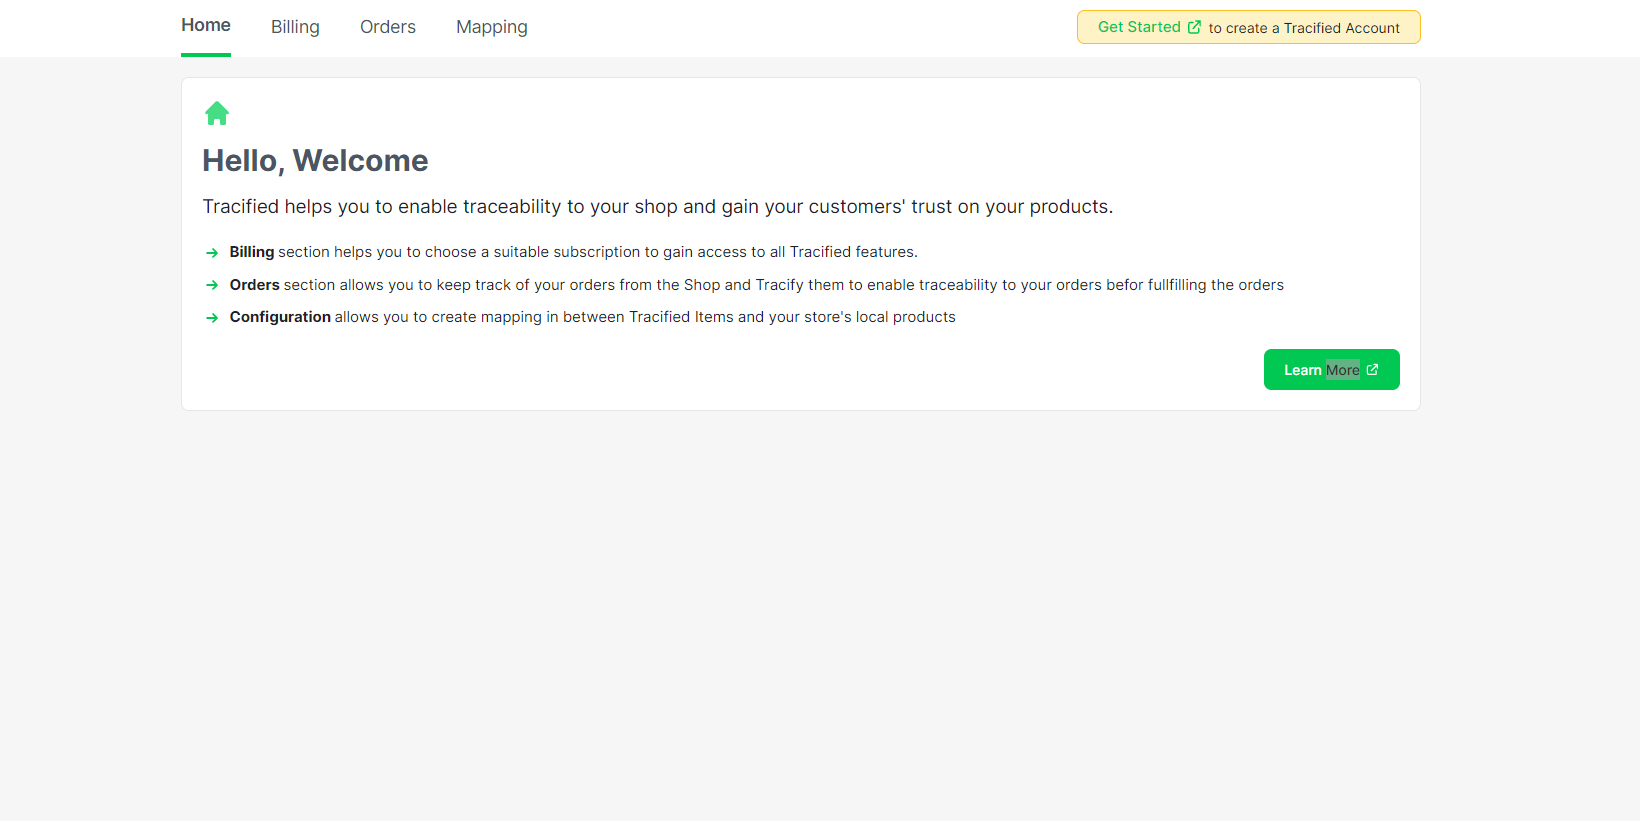 Home Billing Orders Mapping Get Started to create a Tracified Account
Hello, Welcome
Tracified helps you to enable traceability to your shop and gain your customers' trust on your products.
Billing section helps you to choose a suitable subscription to gain access to all Tracified features.
Orders section allows you to keep track of your orders from the Shop and Tracify them to enable traceability to your orders befor fullfilling the orders
Configuration allows you to create mapping in between Tracified Items and your store's local products
Learn More